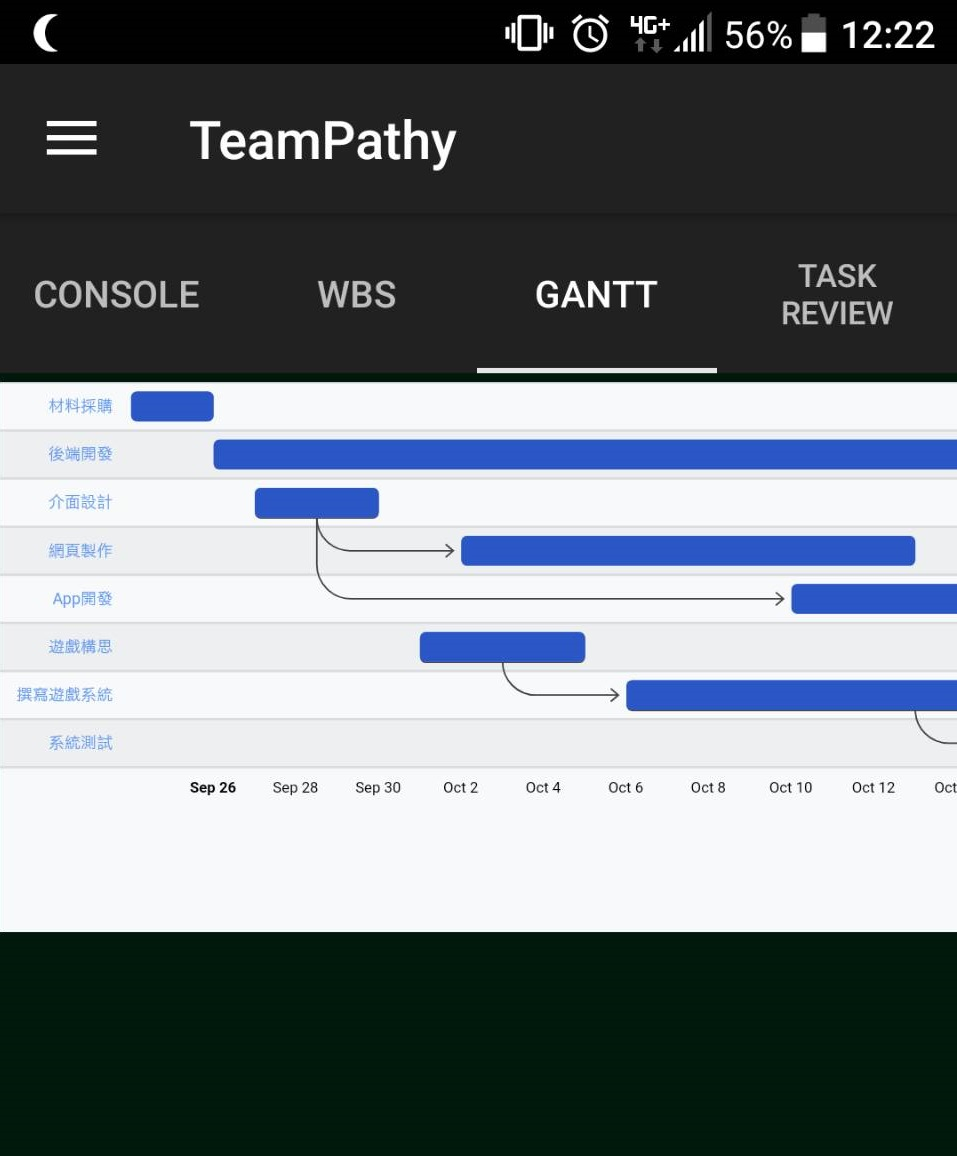 4G+ 56% 12:22
TeamPathy
CONSOLE WBS GANTT TASK REVIEW
材料採購
後端開發
介面設計
網頁製作
App開發
遊戲構思
撰寫遊戲系統
系統測試
Sep 26 Sep 28 Sep 30 Oct 2 Oct 4 Oct 6 Oct 8 Oct 10 Oct 12 Oct